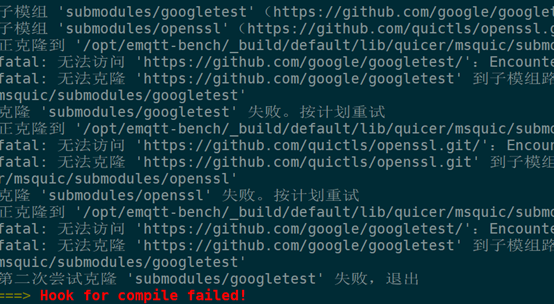 子模组 'submodules/googletest'（https://github.com/google/googlet
子模组 'submodules/openssl'（https://github.com/quictls/openssl.g
正克隆到 '/opt/emqtt-bench/_build/default/lib/quicer/msquic/submo
fatal: 无法访问 'https://github.com/google/googletest/'：Encounte
fatal: 无法克隆 'https://github.com/google/googletest' 到子模组路
msquic/submodules/googletest'
克隆 'submodules/googletest' 失败。按计划重试
正克隆到 '/opt/emqtt-bench/_build/default/lib/quicer/msquic/submo
fatal: 无法访问 'https://github.com/quictls/openssl.git/'：Encoun
fatal: 无法克隆 'https://github.com/quictls/openssl.git' 到子模组
r/msquic/submodules/openssl'
克隆 'submodules/openssl' 失败。按计划重试
正克隆到 '/opt/emqtt-bench/_build/default/lib/quicer/msquic/submo
fatal: 无法访问 'https://github.com/google/googletest/'：Encounte
fatal: 无法克隆 'https://github.com/google/googletest' 到子模组路
msquic/submodules/googletest'
第二次尝试克隆 'submodules/googletest' 失败，退出
===> Hook for compile failed!